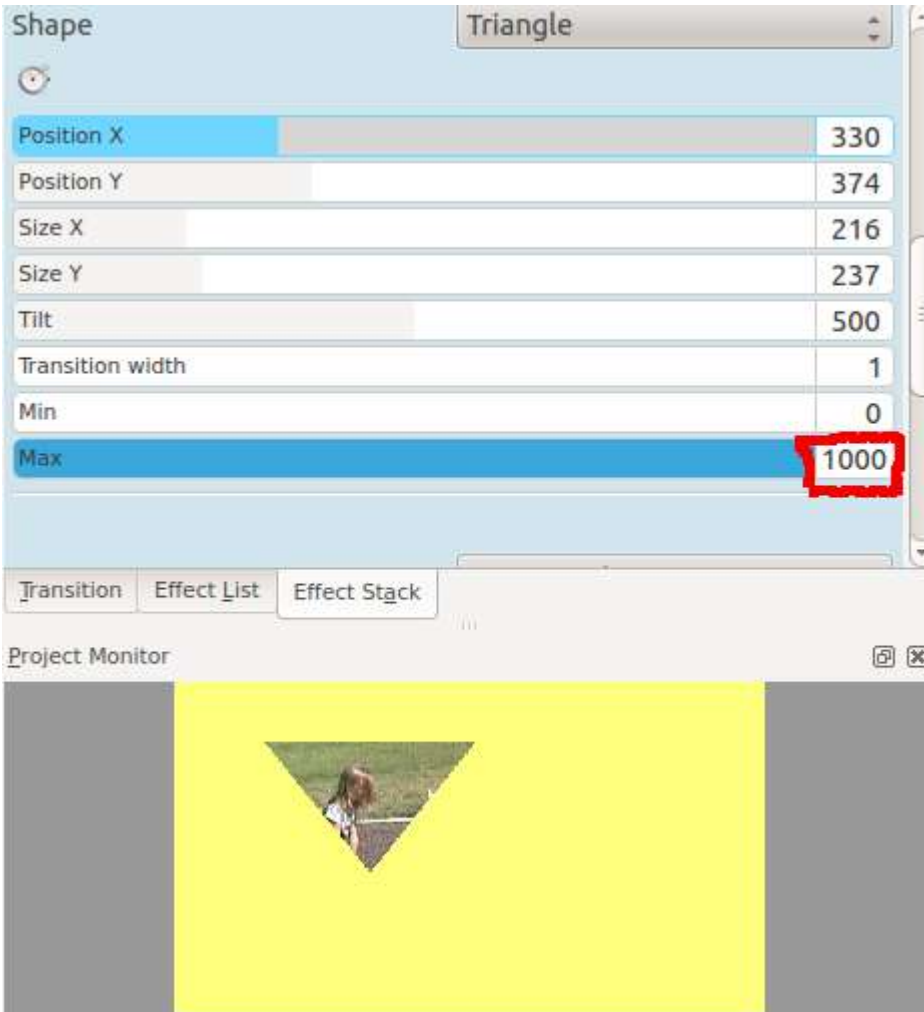 Shape Triangle
Position X 330
Position Y 374
Size X 216
Size Y 237
Tilt 500
Transition width 1
Min 0
Max 1000
Transition Effect List Effect Stack
Project Monitor